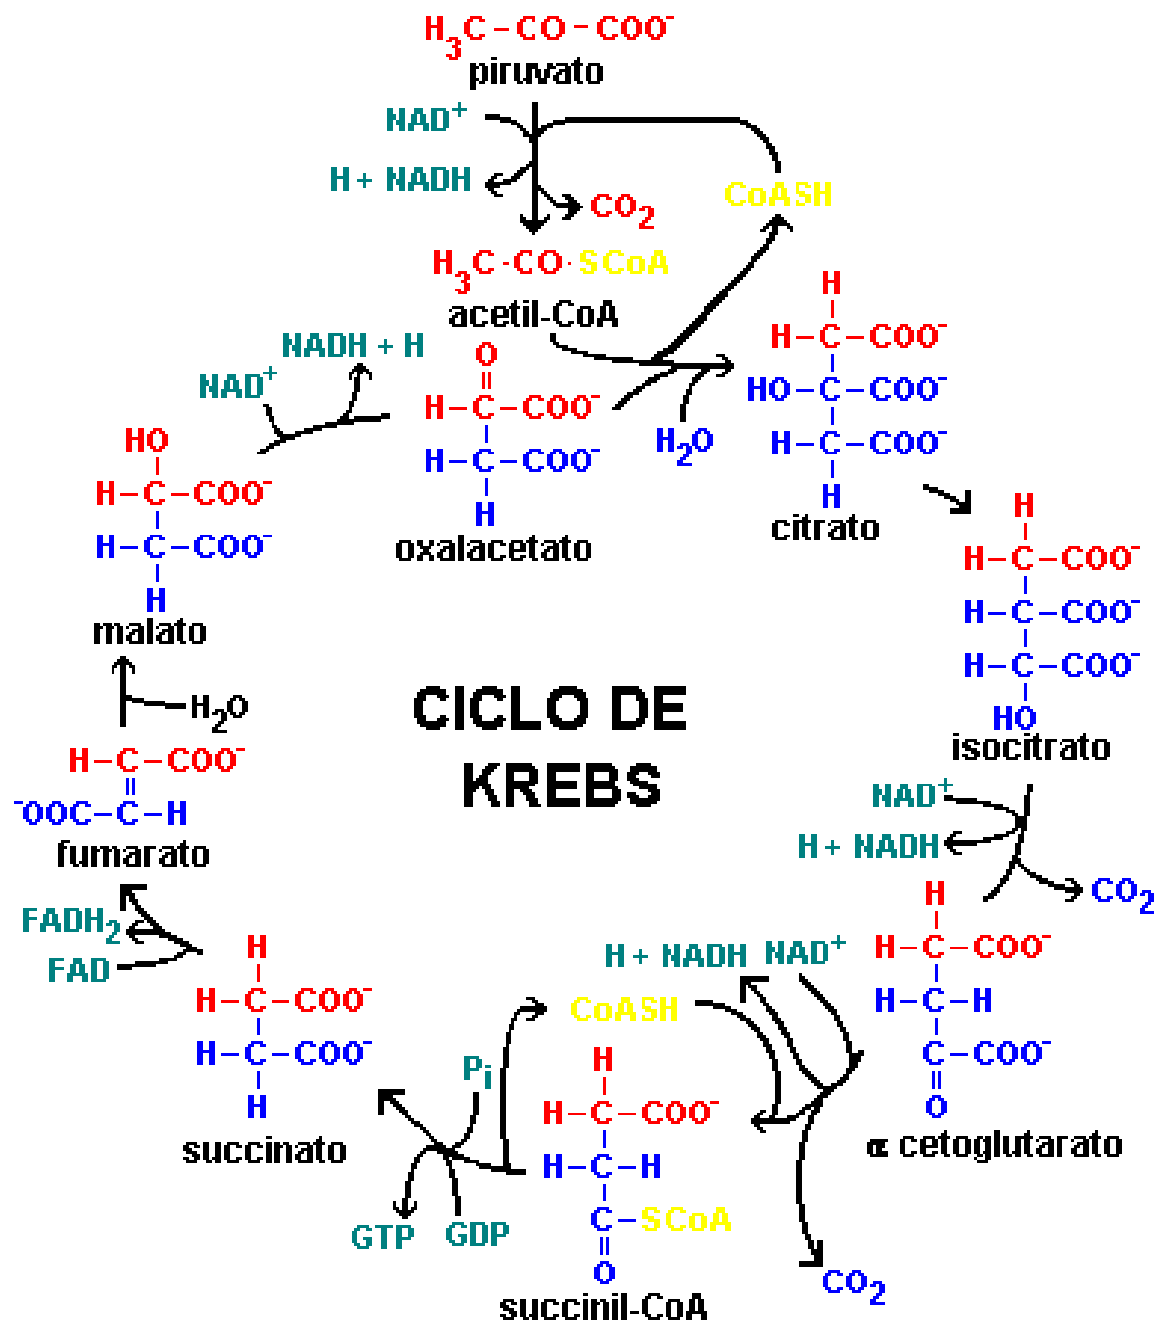 H₃C–CO–COO⁻
piruvato
NAD⁺
H + NADH
CO₂
CoASH
H₃C·CO·SCoA
acetil-CoA
NADH + H
NAD⁺
O
H–C–COO⁻
H–C–COO⁻
H
oxalacetato
H₂O
H
H–C–COO⁻
HO–C–COO⁻
H–C–COO⁻
H
citrato
H
H–C–COO⁻
H–C–COO⁻
H–C–COO⁻
HO
isocitrato
NAD⁺
H + NADH
CO₂
H
H–C–COO⁻
H–C–H
C–COO⁻
O
α cetoglutarato
H + NADH
NAD⁺
CoASH
CO₂
H
H–C–COO⁻
H–C–H
C–SCoA
O
succinil-CoA
Pi
GTP
GDP
H
H–C–COO⁻
H–C–COO⁻
H
succinato
FADH₂
FAD
H–C–COO⁻
⁻OOC–C–H
fumarato
H₂O
HO
H–C–COO⁻
H–C–COO⁻
H
malato
CICLO DE
KREBS